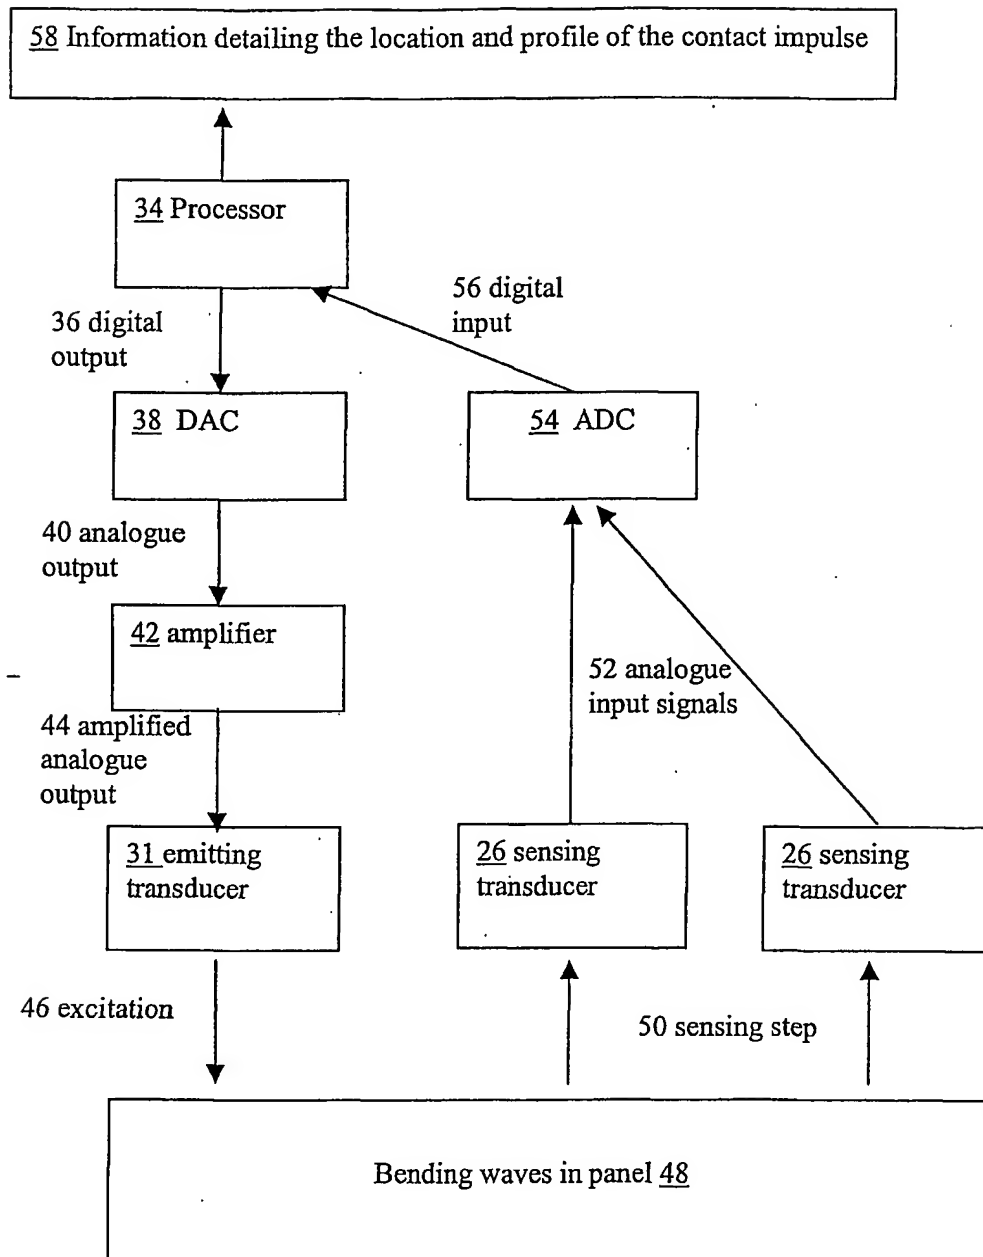 58 Information detailing the location and profile of the contact impulse
34 Processor
56 digital
input
36 digital
output
38 DAC
54 ADC
40 analogue
output
42 amplifier
52 analogue
input signals
44 amplified
analogue
output
31 emitting
transducer
26 sensing
transducer
26 sensing
transducer
46 excitation
50 sensing step
Bending waves in panel 48